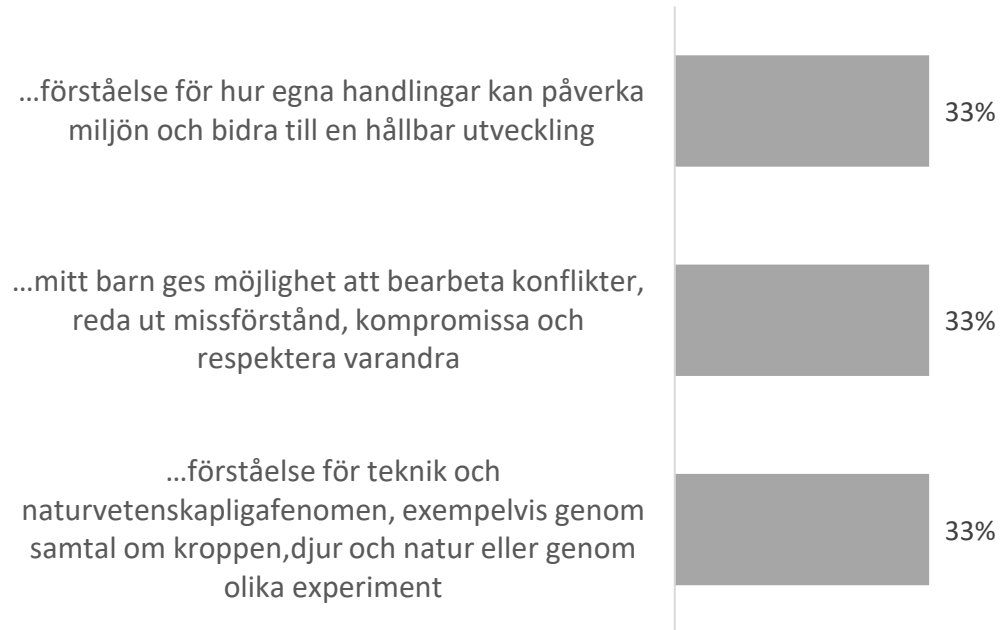 ...förståelse för hur egna handlingar kan påverka
miljön och bidra till en hållbar utveckling
33%
...mitt barn ges möjlighet att bearbeta konflikter,
reda ut missförstånd, kompromissa och
respektera varandra
33%
...förståelse för teknik och
naturvetenskapligafenomen, exempelvis genom
samtal om kroppen,djur och natur eller genom
olika experiment
33%